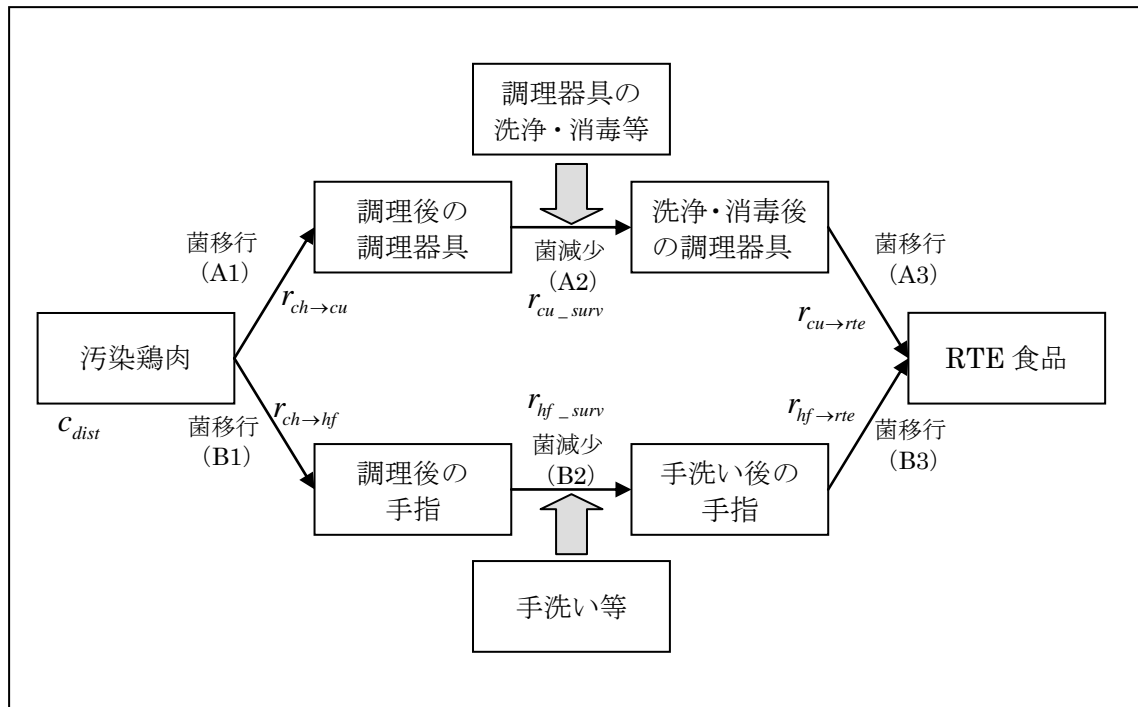 調理器具の
洗浄・消毒等
調理後の
調理器具
洗浄・消毒後
の調理器具
菌移行
(A1)
菌減少
(A2)
菌移行
(A3)
r_{ch→cu}
r_{cu_surv}
r_{cu→rte}
汚染鶏肉
RTE 食品
c_{dist}
菌移行
(B1)
r_{ch→hf}
r_{hf_surv}
菌減少
(B2)
r_{hf→rte}
菌移行
(B3)
調理後の
手指
手洗い後の
手指
手洗い等